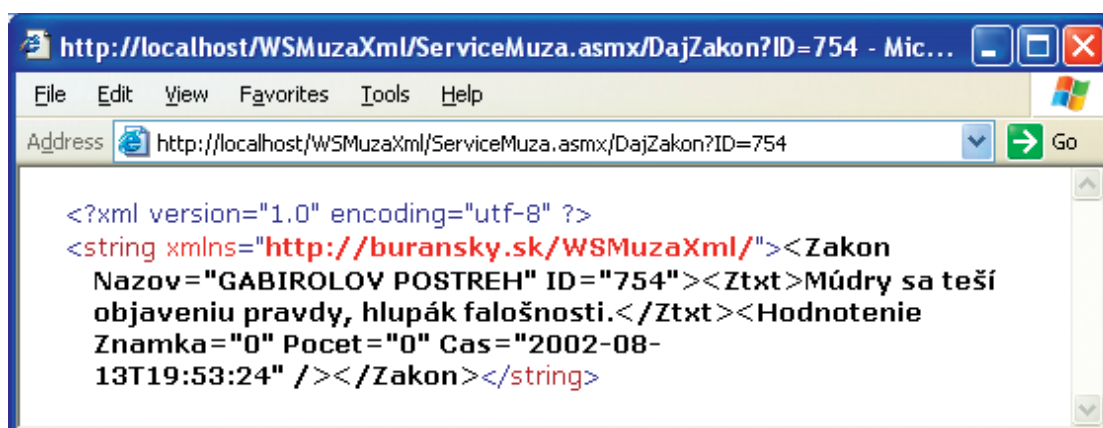 http://localhost/WSMuzaXml/ServiceMuza.asmx/DajZakon?ID=754 - Mic...
File Edit View Favorites Tools Help
Address http://localhost/WSMuzaXml/ServiceMuza.asmx/DajZakon?ID=754 Go
<?xml version="1.0" encoding="utf-8" ?>
<string xmlns="http://buransky.sk/WSMuzaXml/"><Zakon
Nazov="GABIROLOV POSTREH" ID="754"><Ztxt>Múdry sa teší
objaveniu pravdy, hlupák falošnosti.</Ztxt><Hodnotenie
Znamka="0" Pocet="0" Cas="2002-08-
13T19:53:24" /></Zakon></string>